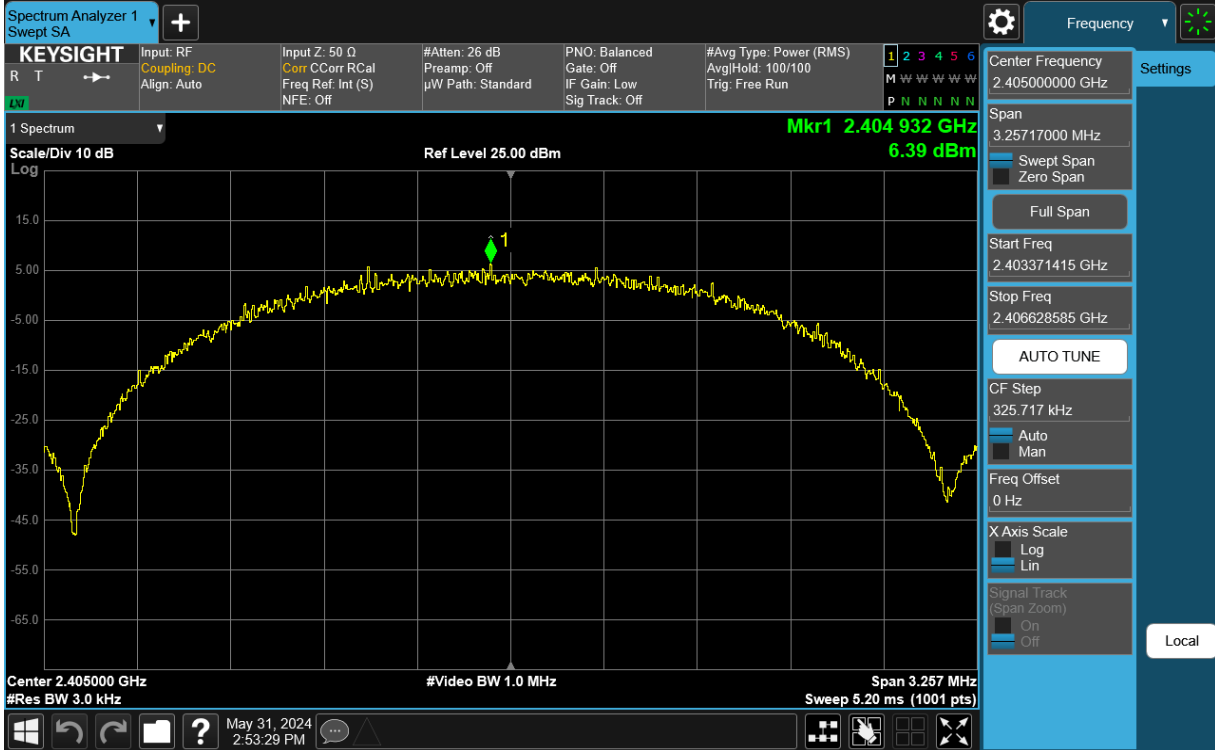 Spectrum Analyzer 1
Swept SA
Frequency
KEYSIGHT
R T
LXI
Input: RF
Coupling: DC
Align: Auto
Input Z: 50 Ω
Corr CCorr RCal
Freq Ref: Int (S)
NFE: Off
#Atten: 26 dB
Preamp: Off
µW Path: Standard
PNO: Balanced
Gate: Off
IF Gain: Low
Sig Track: Off
#Avg Type: Power (RMS)
Avg|Hold: 100/100
Trig: Free Run
1 2 3 4 5 6
M W W W W W
P N N N N N
1 Spectrum
Mkr1 2.404 932 GHz
6.39 dBm
Scale/Div 10 dB
Ref Level 25.00 dBm
Log
15.0
5.00
-5.00
-15.0
-25.0
-35.0
-45.0
-55.0
-65.0
1
Center 2.405000 GHz
#Video BW 1.0 MHz
Span 3.257 MHz
#Res BW 3.0 kHz
Sweep 5.20 ms (1001 pts)
Center Frequency
2.405000000 GHz
Span
3.25717000 MHz
Swept Span
Zero Span
Full Span
Start Freq
2.403371415 GHz
Stop Freq
2.406628585 GHz
AUTO TUNE
CF Step
325.717 kHz
Auto
Man
Freq Offset
0 Hz
X Axis Scale
Log
Lin
Signal Track
(Span Zoom)
On
Off
Settings
Local
May 31, 2024
2:53:29 PM